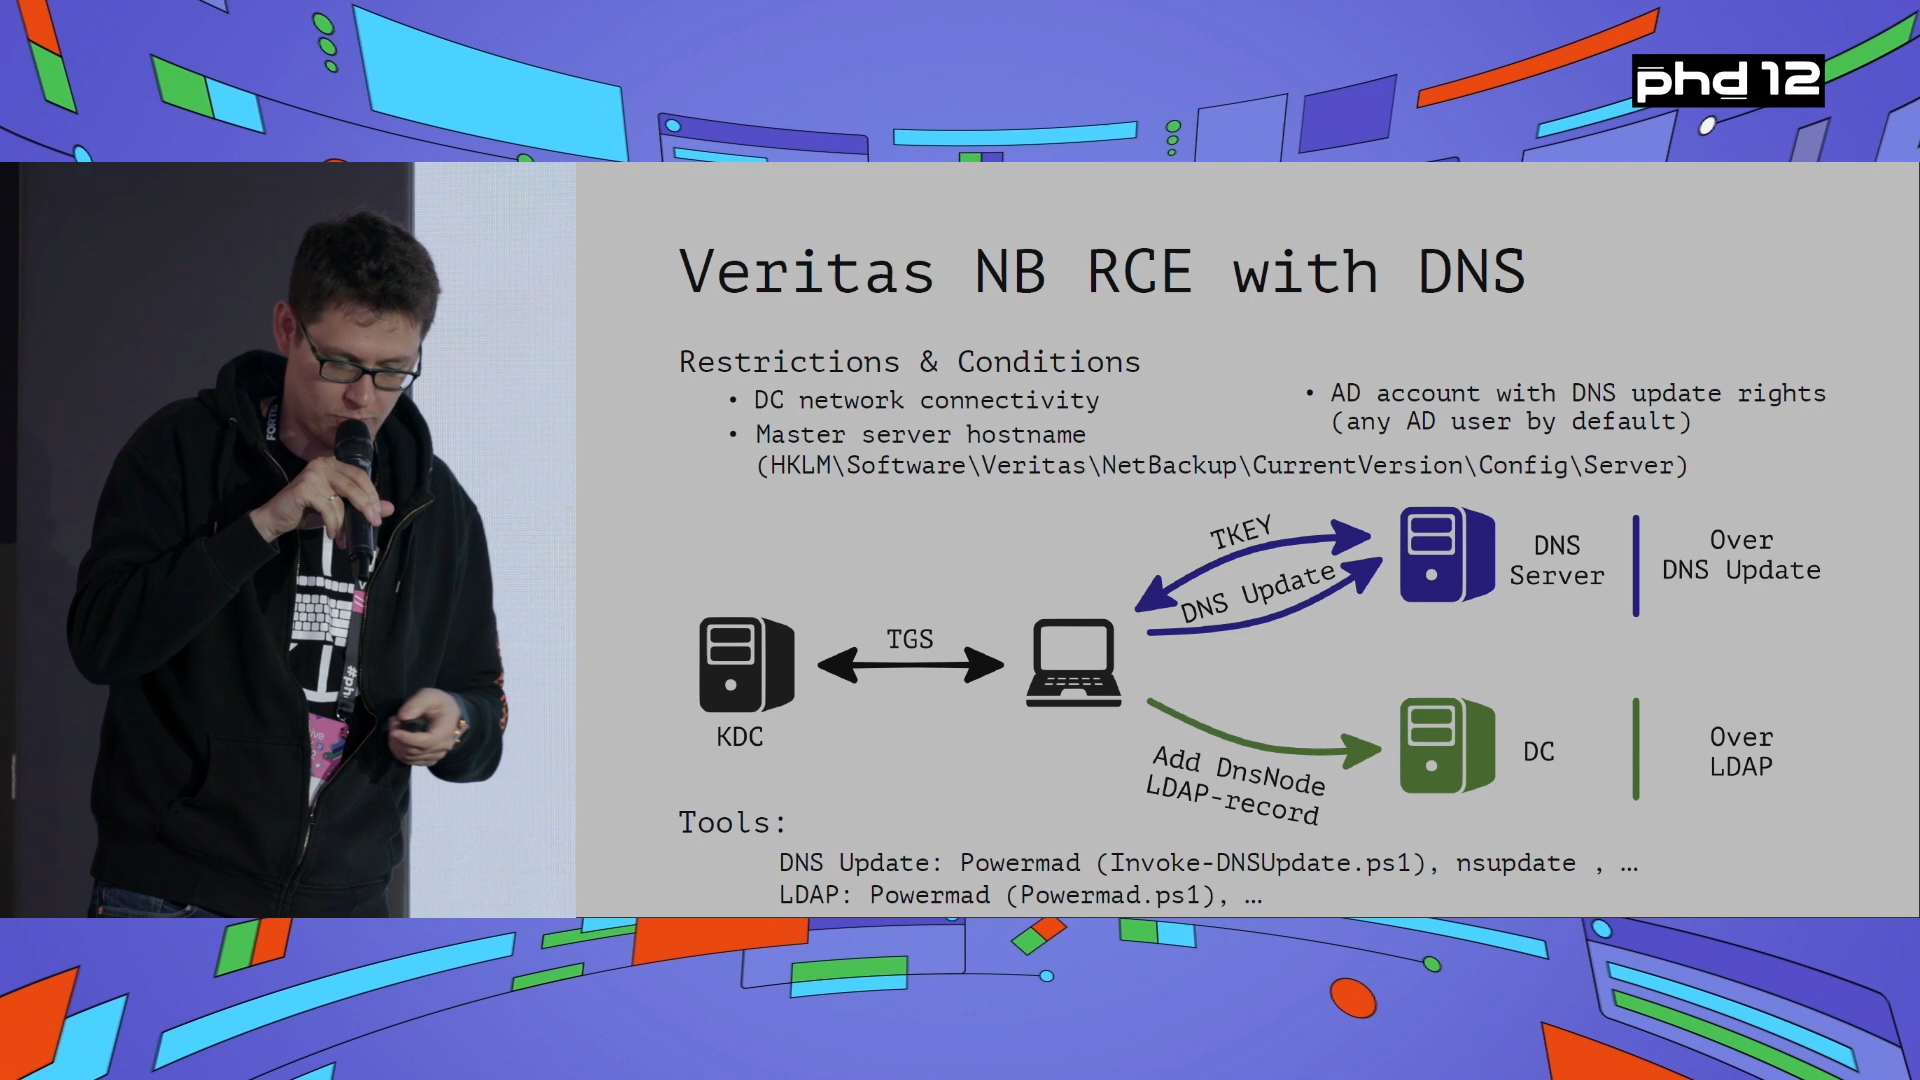 phd 12
Veritas NB RCE with DNS
Restrictions & Conditions
• DC network connectivity
• Master server hostname
(HKLM\Software\Veritas\NetBackup\CurrentVersion\Config\Server)
• AD account with DNS update rights
(any AD user by default)
TKEY
DNS Update
DNS
Server
Over
DNS Update
TGS
KDC
Add DnsNode
LDAP-record
DC
Over
LDAP
Tools:
DNS Update: Powermad (Invoke-DNSUpdate.ps1), nsupdate , …
LDAP: Powermad (Powermad.ps1), …
#ph